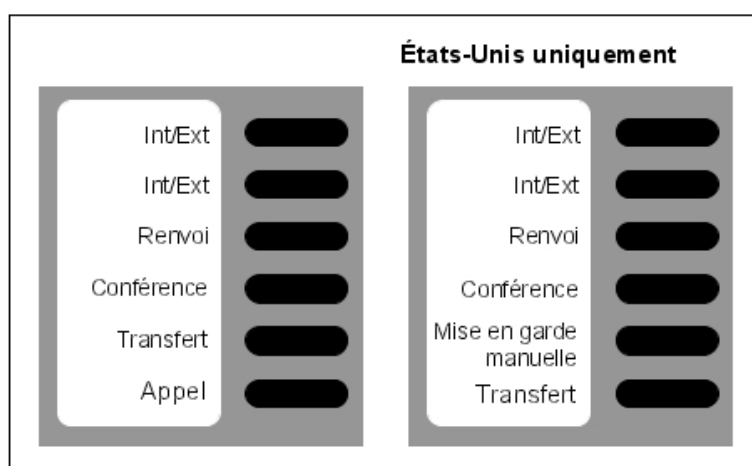 États-Unis uniquement
Int/Ext
Int/Ext
Renvoi
Conférence
Transfert
Appel
Int/Ext
Int/Ext
Renvoi
Conférence
Mise en garde
manuelle
Transfert